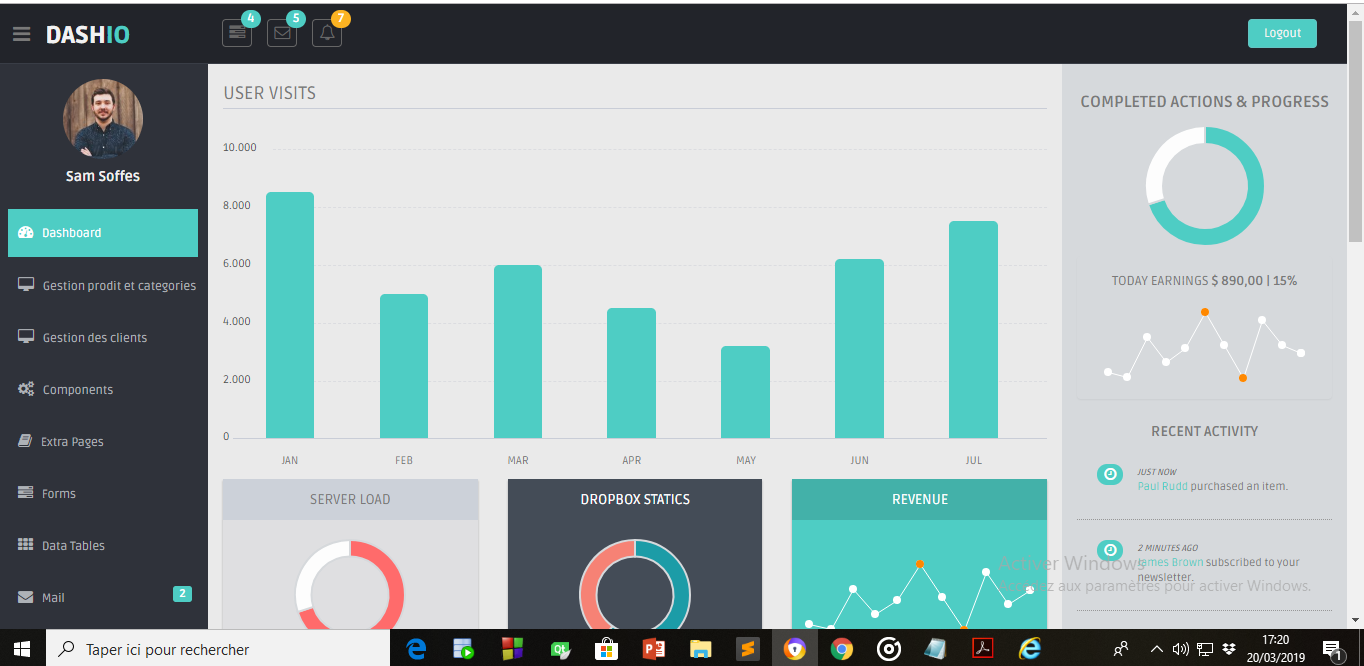 DASHIO
4
5
7
Logout
Sam Soffes
Dashboard
Gestion prodit et categories
Gestion des clients
Components
Extra Pages
Forms
Data Tables
Mail
2
USER VISITS
10.000
8.000
6.000
4.000
2.000
0
JAN FEB MAR APR MAY JUN JUL
SERVER LOAD
DROPBOX STATICS
REVENUE
COMPLETED ACTIONS & PROGRESS
TODAY EARNINGS $ 890,00 | 15%
RECENT ACTIVITY
JUST NOW
Paul Rudd purchased an item.
2 MINUTES AGO
James Brown subscribed to your
newsletter.
Activer Windows
aux paramètres pour activer Windows.
Taper ici pour rechercher
17:20
20/03/2019
1